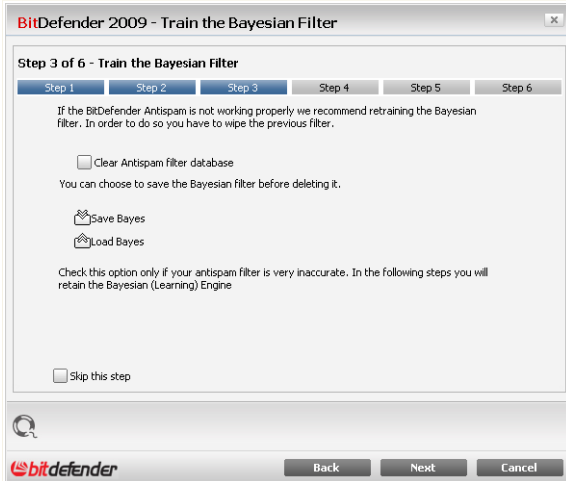 BitDefender 2009 - Train the Bayesian Filter
Step 3 of 6 - Train the Bayesian Filter
Step 1 Step 2 Step 3 Step 4 Step 5 Step 6
If the BitDefender Antispam is not working properly we recommend retraining the Bayesian
filter. In order to do so you have to wipe the previous filter.
Clear Antispam filter database
You can choose to save the Bayesian filter before deleting it.
Save Bayes
Load Bayes
Check this option only if your antispam filter is very inaccurate. In the following steps you will
retain the Bayesian (Learning) Engine
Skip this step
bitdefender
Back Next Cancel